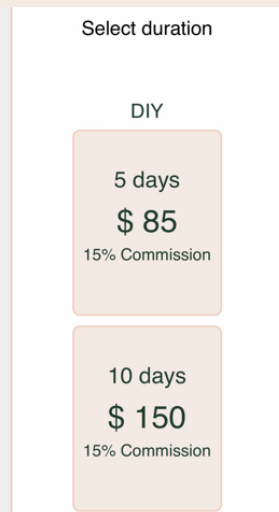 Select duration
DIY
5 days
$ 85
15% Commission
10 days
$ 150
15% Commission